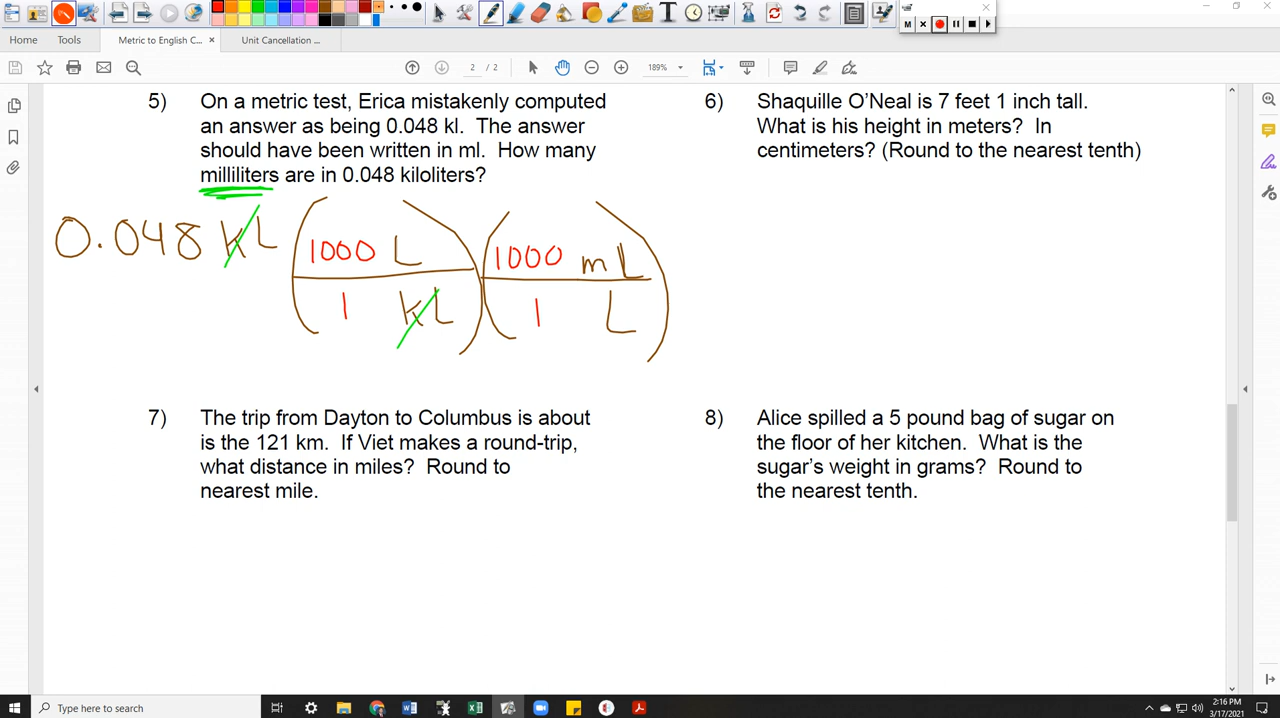 M
Home Tools Metric to English C... × Unit Cancellation ...
2 / 2 189%
5) On a metric test, Erica mistakenly computed
an answer as being 0.048 kl. The answer
should have been written in ml. How many
milliliters are in 0.048 kiloliters?
0.048 kL ( 1000 L ) ( 1000 mL )
( 1 kL ) ( 1 L )
6) Shaquille O’Neal is 7 feet 1 inch tall.
What is his height in meters? In
centimeters? (Round to the nearest tenth)
7) The trip from Dayton to Columbus is about
is the 121 km. If Viet makes a round-trip,
what distance in miles? Round to
nearest mile.
8) Alice spilled a 5 pound bag of sugar on
the floor of her kitchen. What is the
sugar’s weight in grams? Round to
the nearest tenth.
Type here to search
2:16 PM
3/17/2021